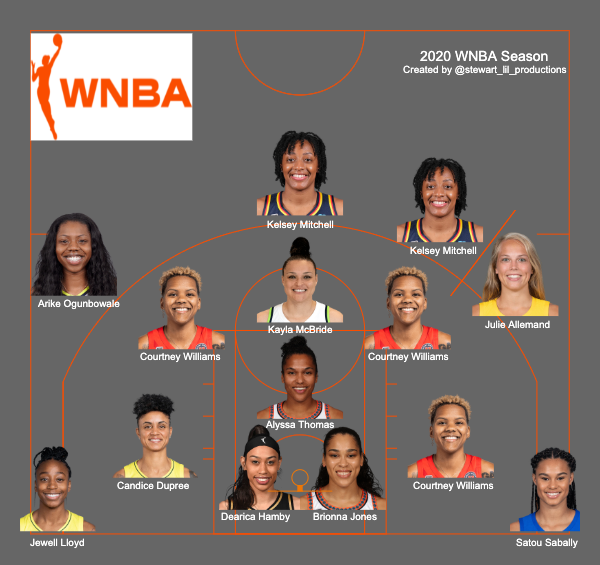 WNBA
2020 WNBA Season
Created by @stewart_lil_productions
Kelsey Mitchell
Kelsey Mitchell
Arike Ogunbowale
Julie Allemand
Kayla McBride
Courtney Williams
Courtney Williams
Alyssa Thomas
Candice Dupree
Courtney Williams
Dearica Hamby
Brionna Jones
Jewell Lloyd
Satou Sabally